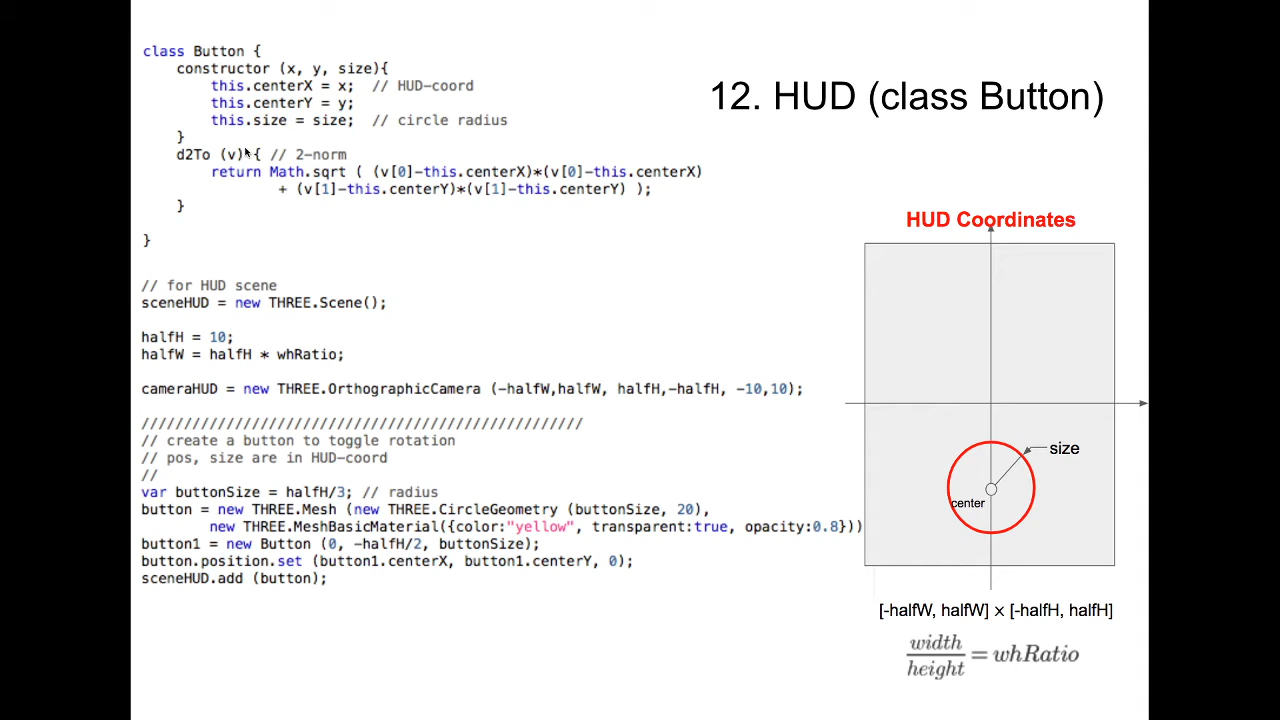 class Button {
constructor (x, y, size){
this.centerX = x; // HUD-coord
this.centerY = y;
this.size = size; // circle radius
}
d2To (v) { // 2-norm
return Math.sqrt ( (v[0]-this.centerX)*(v[0]-this.centerX)
+ (v[1]-this.centerY)*(v[1]-this.centerY) );
}
}
// for HUD scene
sceneHUD = new THREE.Scene();
halfH = 10;
halfW = halfH * whRatio;
cameraHUD = new THREE.OrthographicCamera (-halfW,halfW, halfH,-halfH, -10,10);
////////////////////////////////////////////////////
// create a button to toggle rotation
// pos, size are in HUD-coord
//
var buttonSize = halfH/3; // radius
button = new THREE.Mesh (new THREE.CircleGeometry (buttonSize, 20),
new THREE.MeshBasicMaterial({color:"yellow", transparent:true, opacity:0.8}))
button1 = new Button (0, -halfH/2, buttonSize);
button.position.set (button1.centerX, button1.centerY, 0);
sceneHUD.add (button);
12. HUD (class Button)
HUD Coordinates
size
center
[-halfW, halfW] x [-halfH, halfH]
width
height
= whRatio